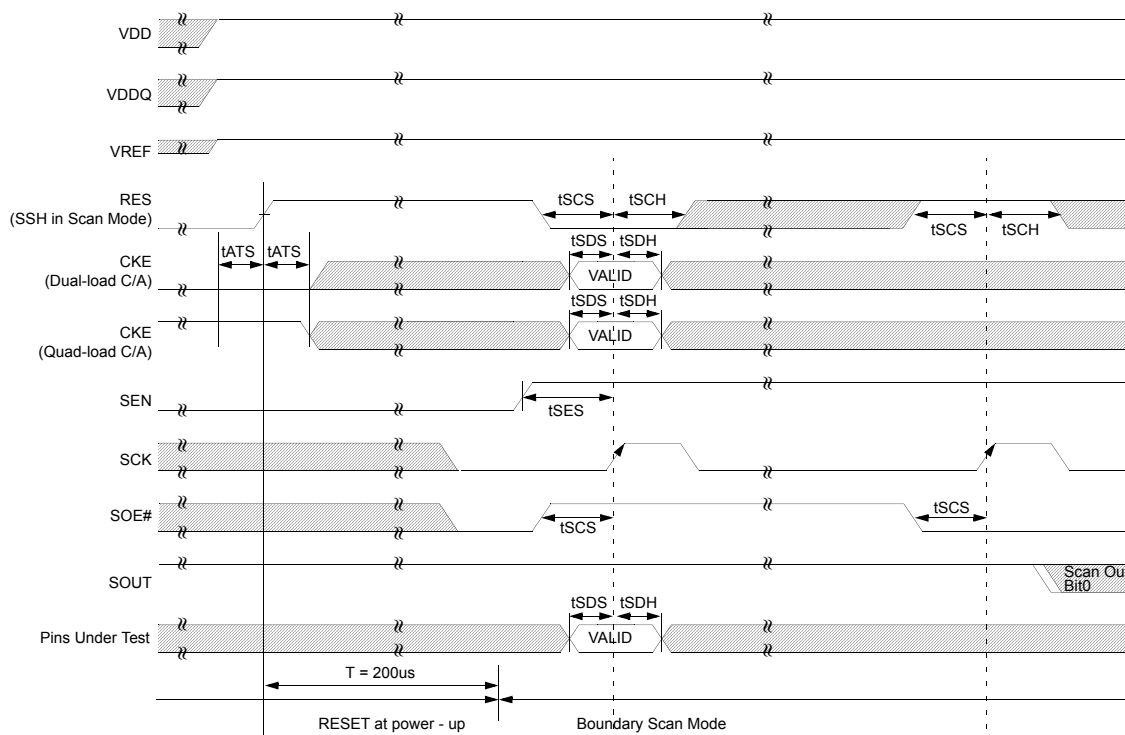 VDD
VDDQ
VREF
RES
(SSH in Scan Mode)
tSCS
tSCH
tSCS
tSCH
tATS
tATS
CKE
(Dual-load C/A)
tSDS
tSDH
VALID
CKE
(Quad-load C/A)
tSDS
tSDH
VALID
SEN
tSES
SCK
SOE#
tSCS
tSCS
SOUT
Scan Ou
Bit0
Pins Under Test
tSDS
tSDH
VALID
T = 200us
RESET at power - up
Boundary Scan Mode